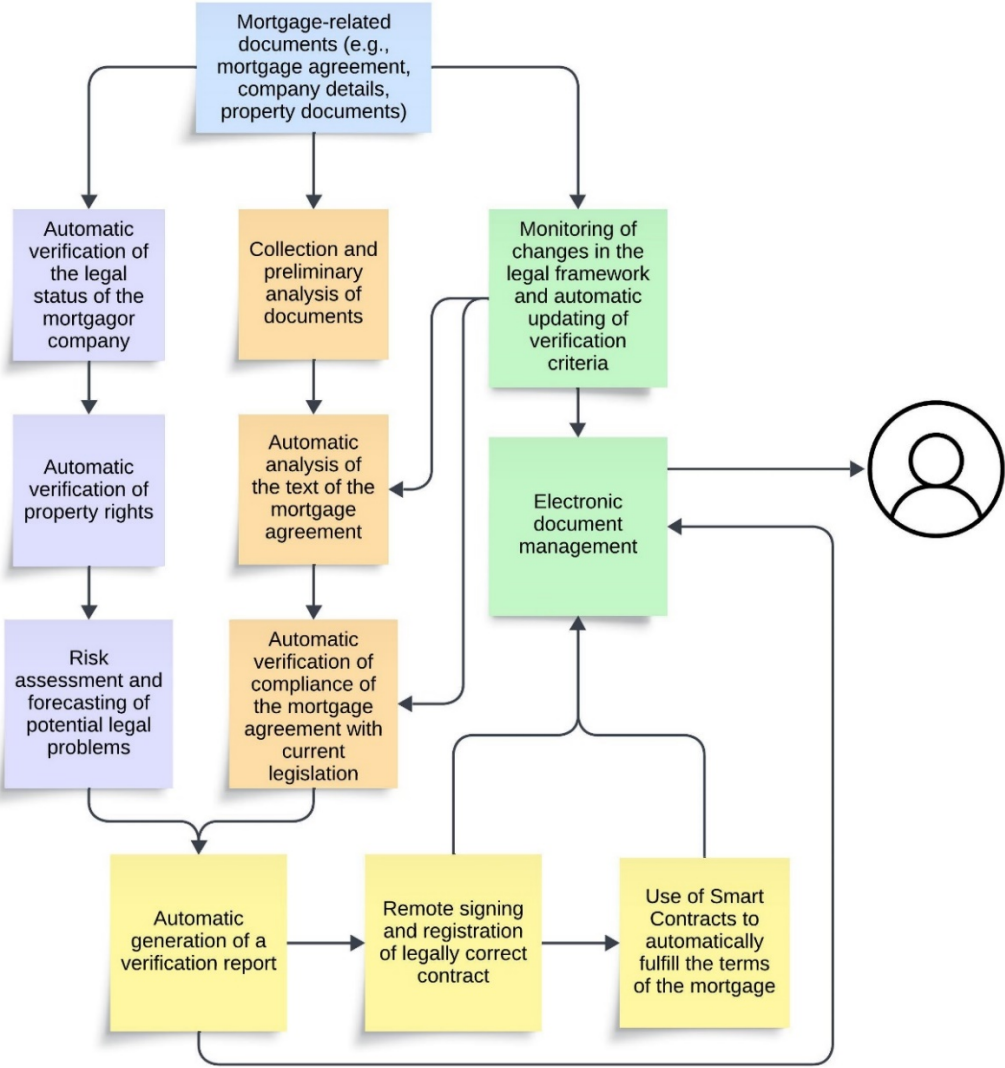 Mortgage-related
documents (e.g.,
mortgage agreement,
company details,
property documents)
Automatic
verification of
the legal
status of the
mortgagor
company
Collection and
preliminary
analysis of
documents
Monitoring of
changes in the
legal framework
and automatic
updating of
verification
criteria
Automatic
verification of
property rights
Automatic
analysis of
the text of the
mortgage
agreement
Electronic
document
management
Risk
assessment and
forecasting of
potential legal
problems
Automatic
verification of
compliance of
the mortgage
agreement with
current
legislation
Automatic
generation of a
verification report
Remote signing
and registration
of legally correct
contract
Use of Smart
Contracts to
automatically
fulfill the terms
of the mortgage